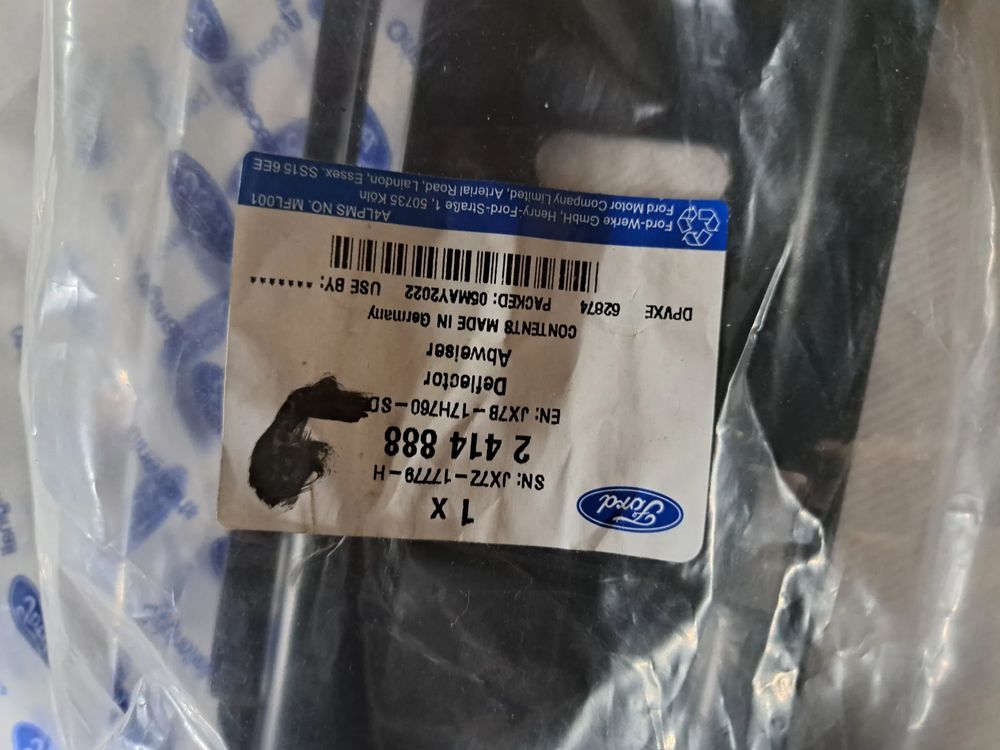 Ford
1 X
SN: JX7Z-17779-H
2 414 888
EN: JX7B-17H760-SD
Deflector
Abweiser
CONTENTS MADE IN Germany
DPVXE 62874 PACKED: 05MAY2022 USE BY: *******
A4LPMS NO. MFL001
Ford-Werke GmbH, Henry-Ford-Straße 1, 50735 Köln
Ford Motor Company Limited, Arterial Road, Laindon, Essex. SS15 6EE